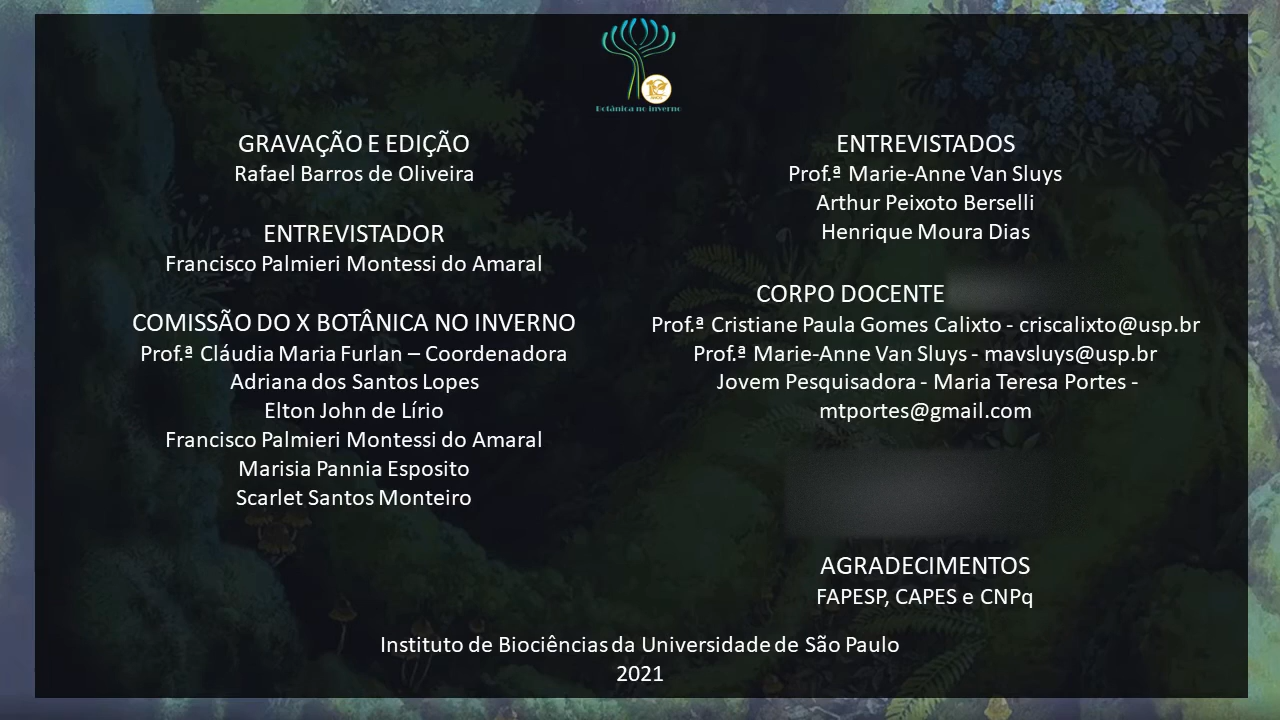 Botânica no inverno
GRAVAÇÃO E EDIÇÃO
Rafael Barros de Oliveira
ENTREVISTADOR
Francisco Palmieri Montessi do Amaral
COMISSÃO DO X BOTÂNICA NO INVERNO
Prof.ª Cláudia Maria Furlan – Coordenadora
Adriana dos Santos Lopes
Elton John de Lírio
Francisco Palmieri Montessi do Amaral
Marisia Pannia Esposito
Scarlet Santos Monteiro
ENTREVISTADOS
Prof.ª Marie-Anne Van Sluys
Arthur Peixoto Berselli
Henrique Moura Dias
CORPO DOCENTE
Prof.ª Cristiane Paula Gomes Calixto - criscalixto@usp.br
Prof.ª Marie-Anne Van Sluys - mavsluys@usp.br
Jovem Pesquisadora - Maria Teresa Portes -
mtportes@gmail.com
AGRADECIMENTOS
FAPESP, CAPES e CNPq
Instituto de Biociências da Universidade de São Paulo
2021